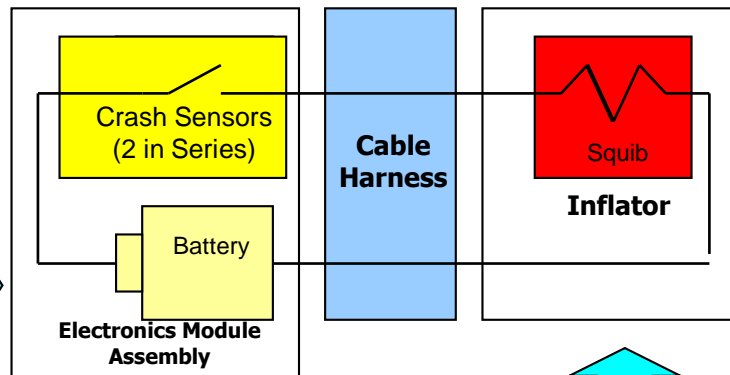 Crash Sensors
(2 in Series)
Cable
Harness
Squib
Inflator
Battery
Electronics Module
Assembly